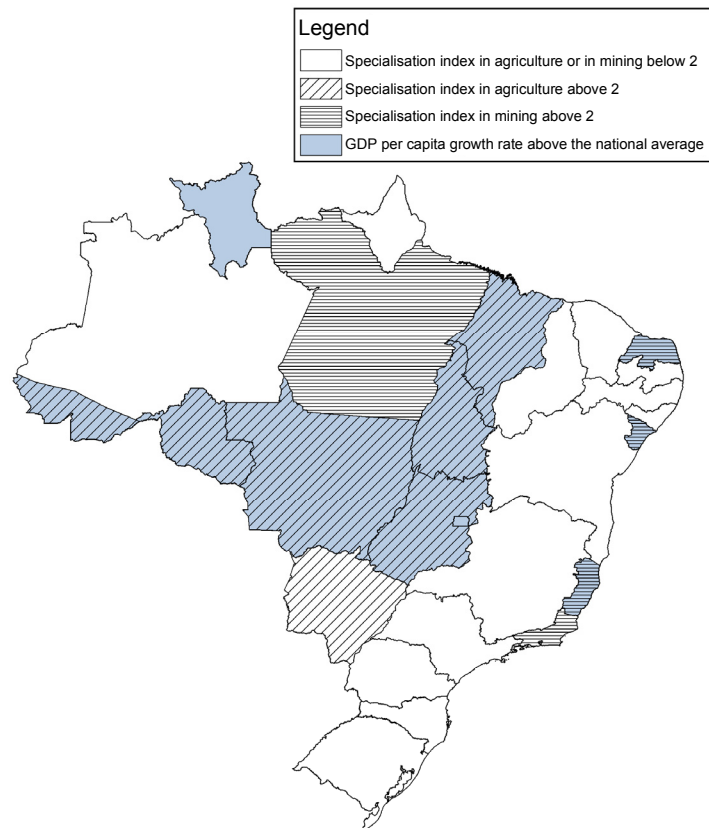 Legend
Specialisation index in agriculture or in mining below 2
Specialisation index in agriculture above 2
Specialisation index in mining above 2
GDP per capita growth rate above the national average